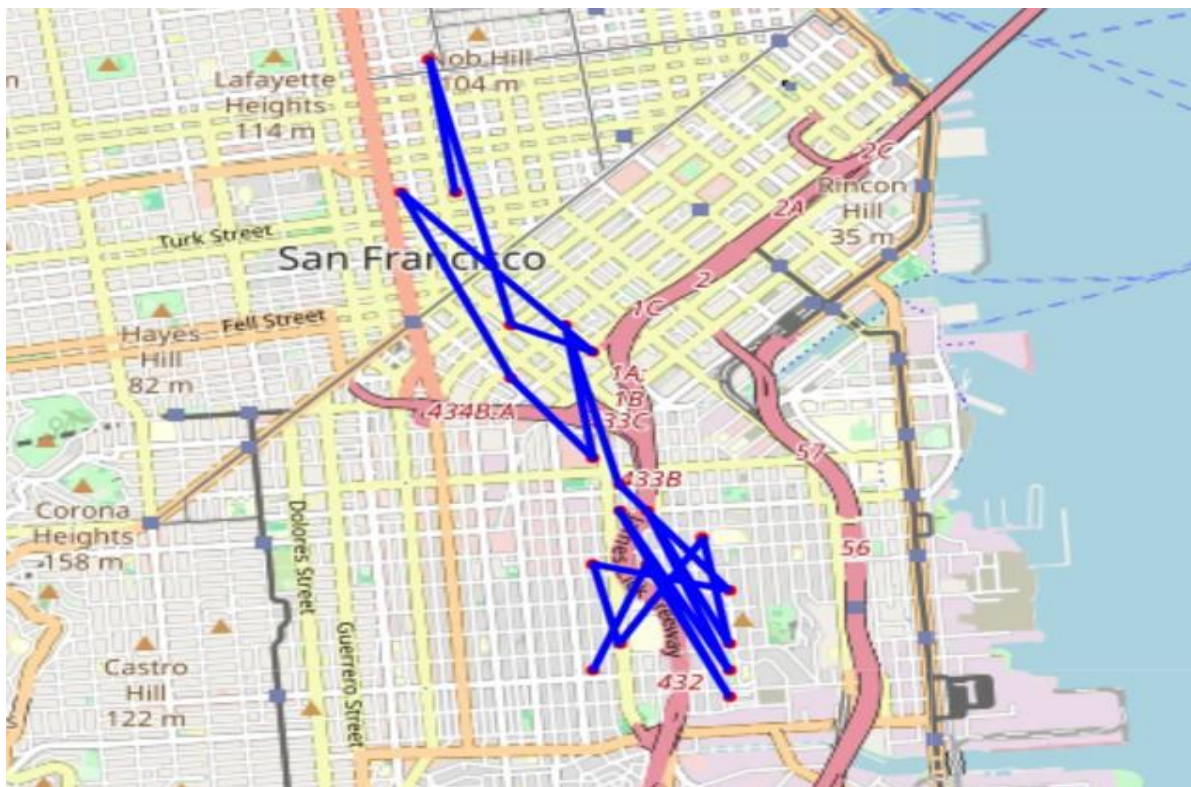 Nob Hill
104 m
Lafayette
Heights
114 m
2C
Rincon
Hill
35 m
2A
Turk Street
San Francisco
2
1C
Fell Street
Hayes
Hill
82 m
1A;
1B
434B-A
33C
57
433B
Corona
Heights
158 m
Dolores Street
56
Guerrero Street
Castro
Hill
122 m
432